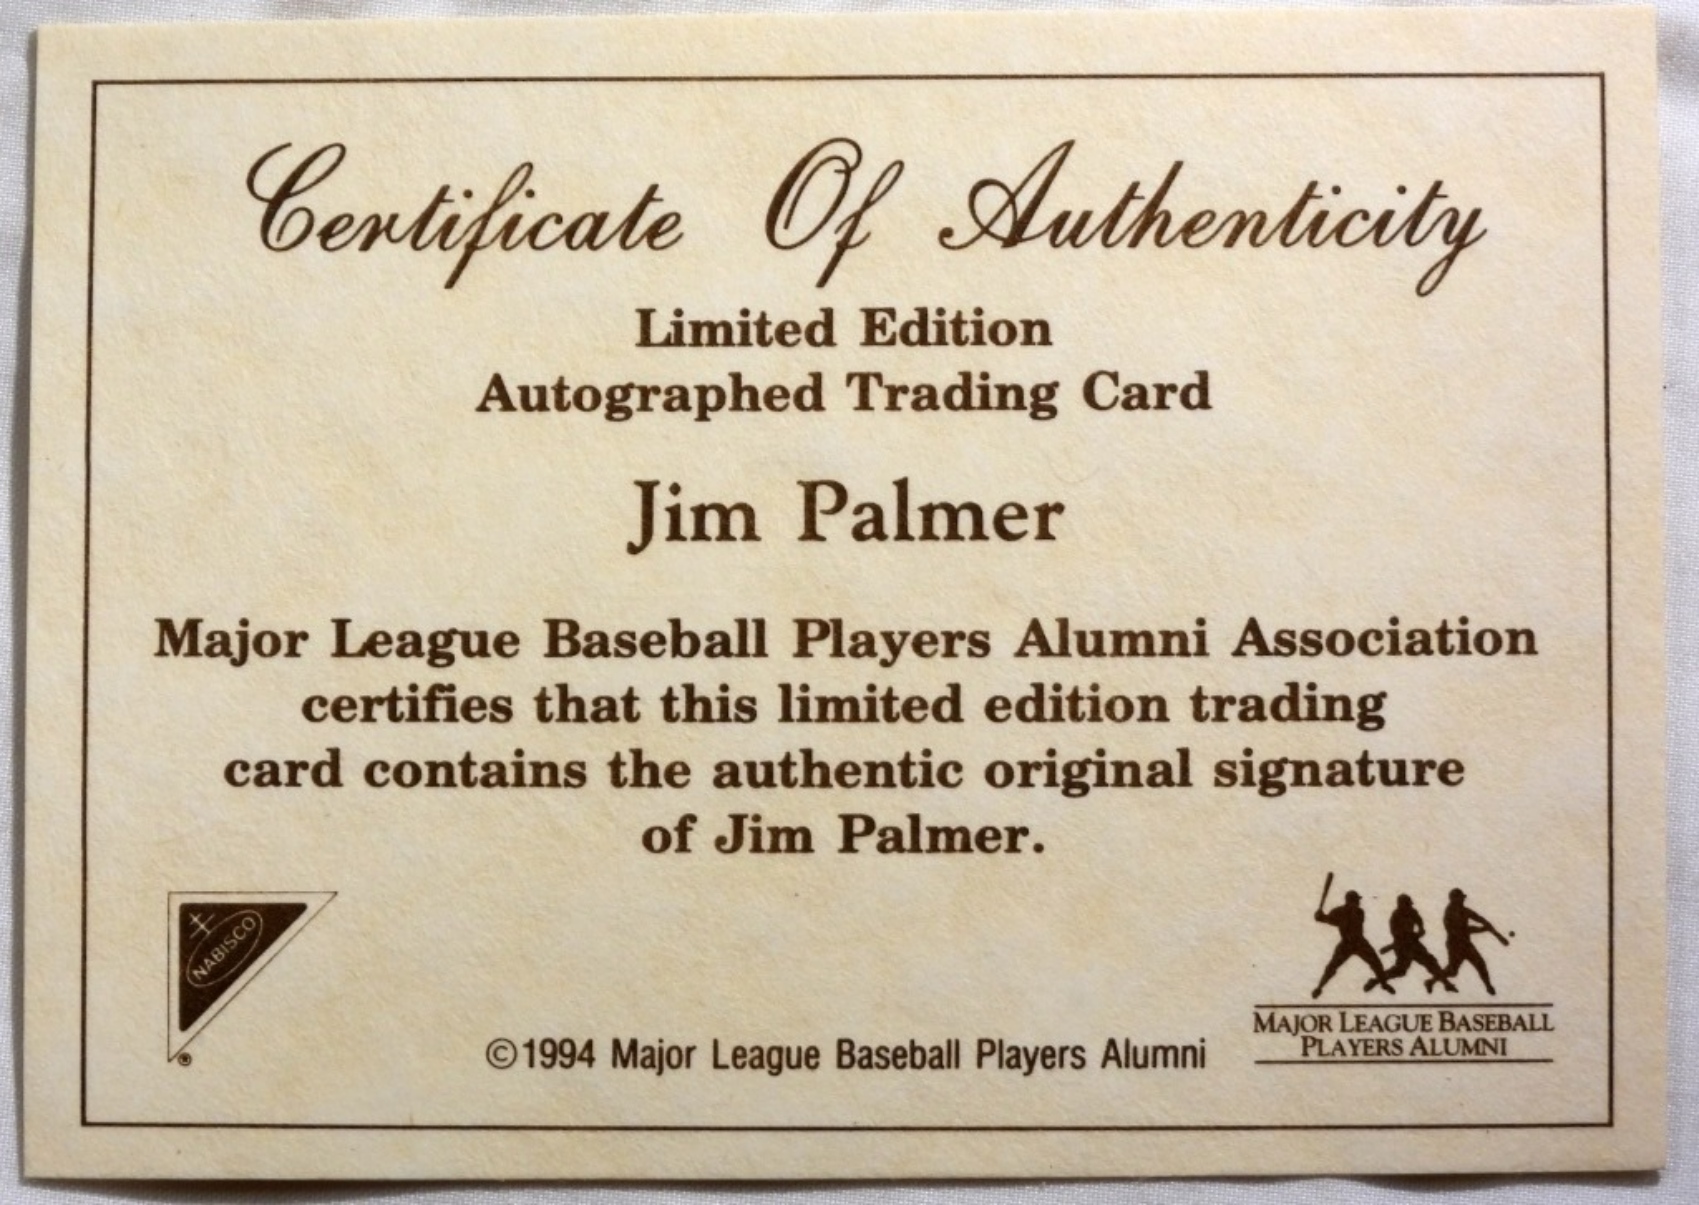 Certificate Of Authenticity
Limited Edition
Autographed Trading Card
Jim Palmer
Major League Baseball Players Alumni Association
certifies that this limited edition trading
card contains the authentic original signature
of Jim Palmer.
NABISCO
®
©1994 Major League Baseball Players Alumni
MAJOR LEAGUE BASEBALL
PLAYERS ALUMNI